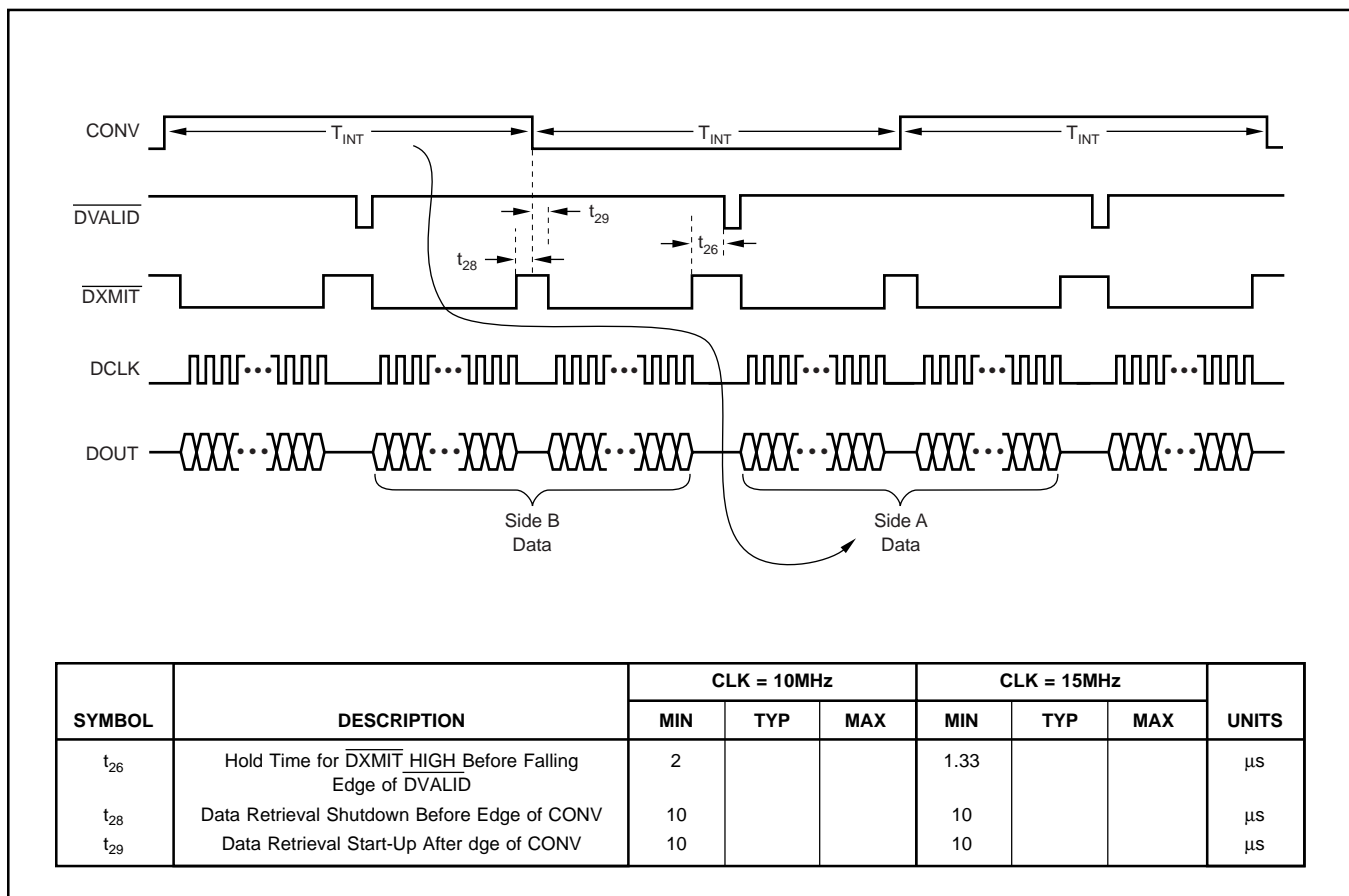 CONV
T_INT
T_INT
T_INT
DVALID
t_29
t_26
t_28
DXMIT
DCLK
DOUT
Side B
Data
Side A
Data
CLK = 10MHz CLK = 15MHz
SYMBOL DESCRIPTION MIN TYP MAX MIN TYP MAX UNITS
t_26 Hold Time for DXMIT HIGH Before Falling 2 1.33 μs
Edge of DVALID
t_28 Data Retrieval Shutdown Before Edge of CONV 10 10 μs
t_29 Data Retrieval Start-Up After dge of CONV 10 10 μs